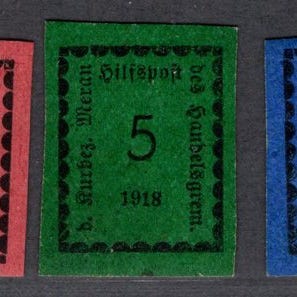 Hilfspost
des Handelsgrem.
d. Kurbez. Meran
5
1918